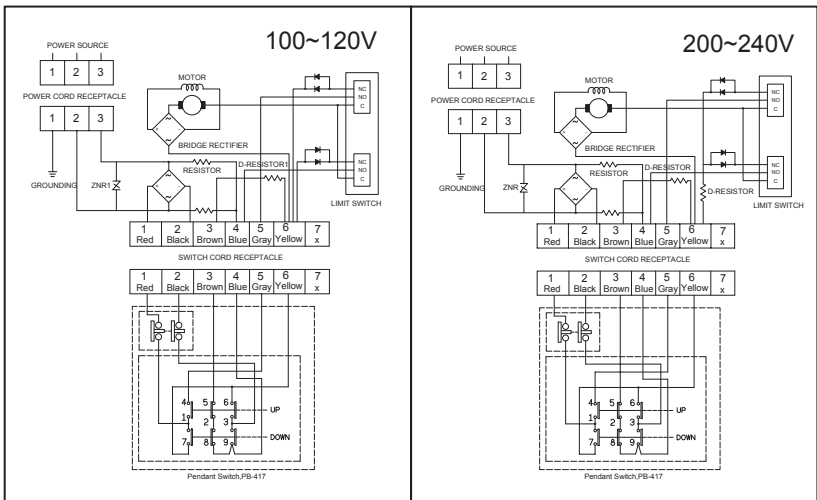 100~120V
POWER SOURCE
1 2 3
POWER CORD RECEPTACLE
1 2 3
MOTOR
BRIDGE RECTIFIER
NC
NO
C
NC
NO
C
D-RESISTOR1
RESISTOR
GROUNDING
ZNR1
LIMIT SWITCH
1 2 3 4 5 6 7
Red Black Brown Blue Gray Yellow x
SWITCH CORD RECEPTACLE
1 2 3 4 5 6 7
Red Black Brown Blue Gray Yellow x
4 5 6
UP
1 2 3
DOWN
7 8 9
Pendant Switch,PB-417
200~240V
POWER SOURCE
1 2 3
POWER CORD RECEPTACLE
1 2 3
MOTOR
BRIDGE RECTIFIER
NC
NO
C
NC
NO
C
D-RESISTOR
RESISTOR
GROUNDING
ZNR
D-RESISTOR
LIMIT SWITCH
1 2 3 4 5 6 7
Red Black Brown Blue Gray Yellow x
SWITCH CORD RECEPTACLE
1 2 3 4 5 6 7
Red Black Brown Blue Gray Yellow x
4 5 6
UP
1 2 3
DOWN
7 8 9
Pendant Switch,PB-417